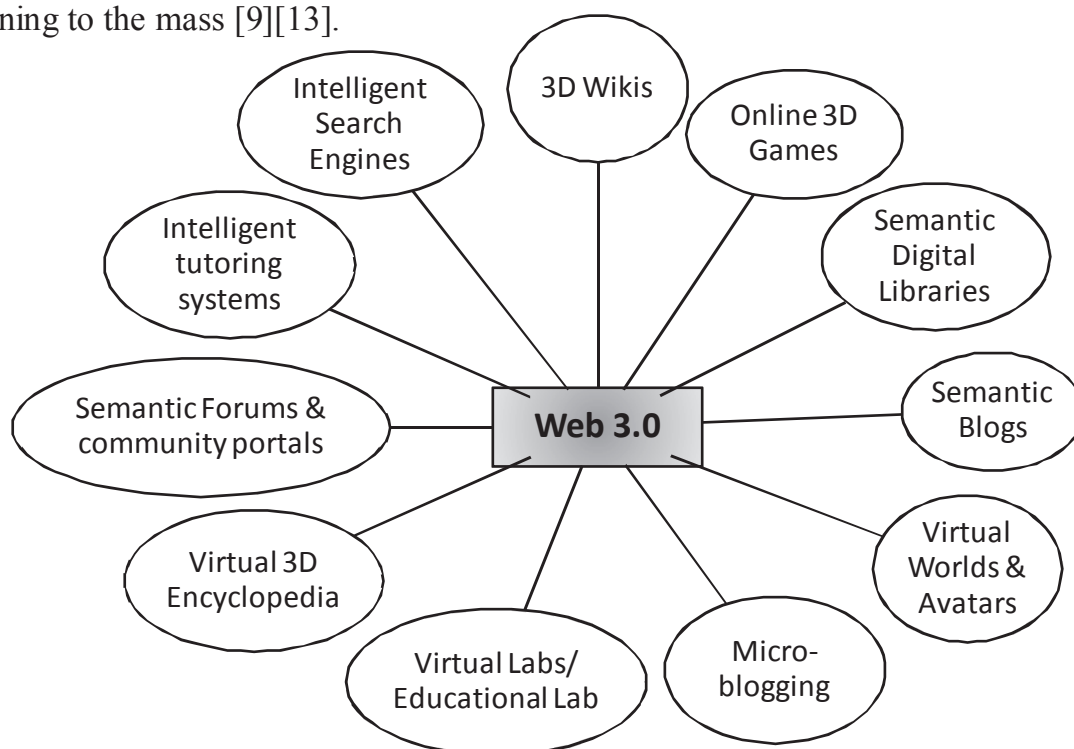 ning to the mass [9][13].
3D Wikis
Intelligent
Search
Engines
Online 3D
Games
Intelligent
tutoring
systems
Semantic
Digital
Libraries
Semantic Forums &
community portals
Web 3.0
Semantic
Blogs
Virtual 3D
Encyclopedia
Virtual
Worlds &
Avatars
Virtual Labs/
Educational Lab
Micro-
blogging